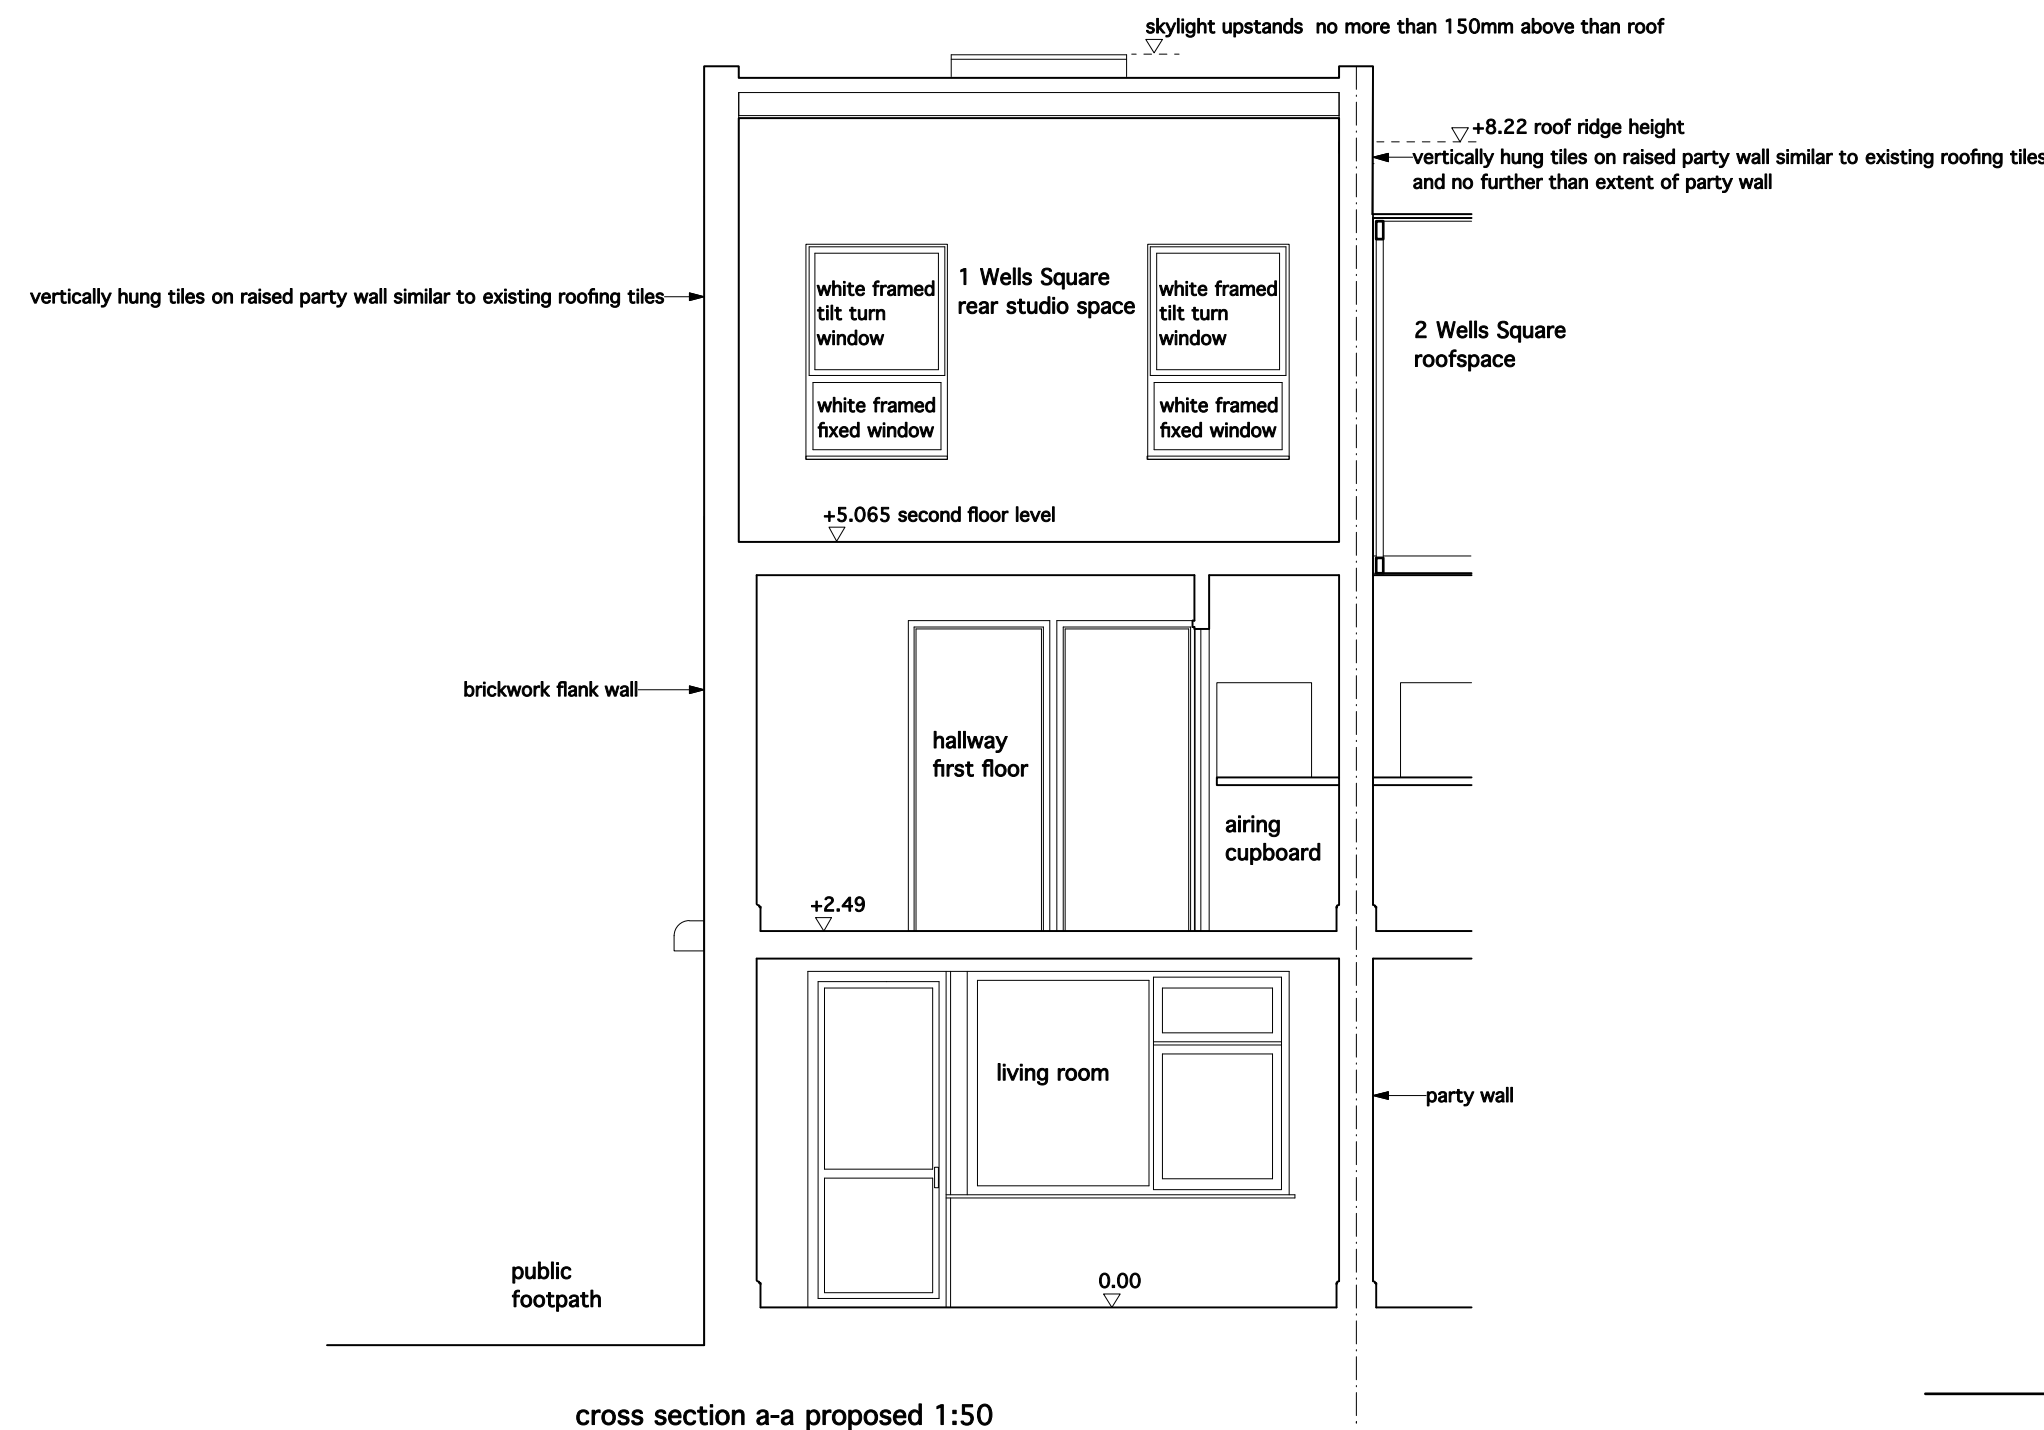 skylight upstands  no more than 150mm above than roof
+8.22 roof ridge height
vertically hung tiles on raised party wall similar to existing roofing tiles
and no further than extent of party wall
1 Wells Square
rear studio space
white framed
tilt turn
window
white framed
tilt turn
window
vertically hung tiles on raised party wall similar to existing roofing tiles
2 Wells Square
roofspace
white framed
fixed window
white framed
fixed window
+5.065 second floor level
brickwork flank wall
hallway
first floor
airing
cupboard
+2.49
living room
party wall
public
footpath
0.00
cross section a-a proposed 1:50